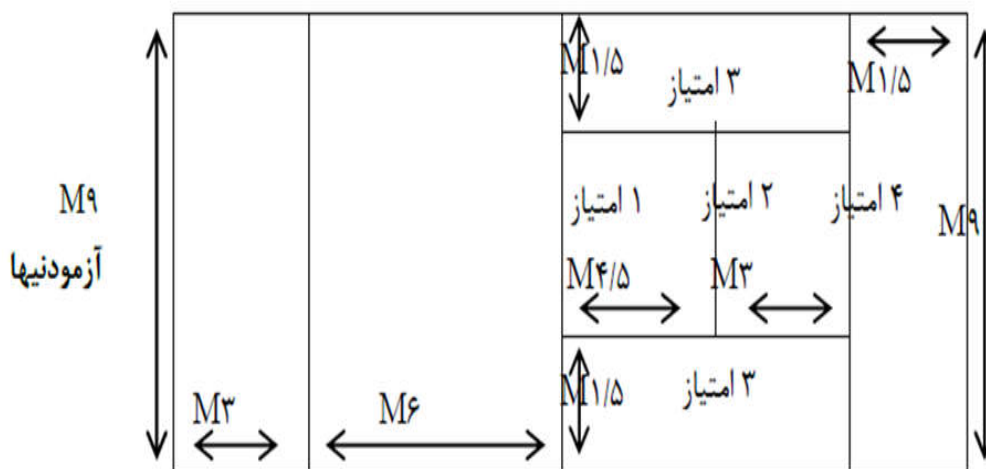 M۱/۵
M۱/۵
۳ امتیاز
M۹
آزمودنیها
۱ امتیاز
۲ امتیاز
۴ امتیاز
M۹
M۴/۵
M۳
M۳
M۶
M۱/۵
۳ امتیاز